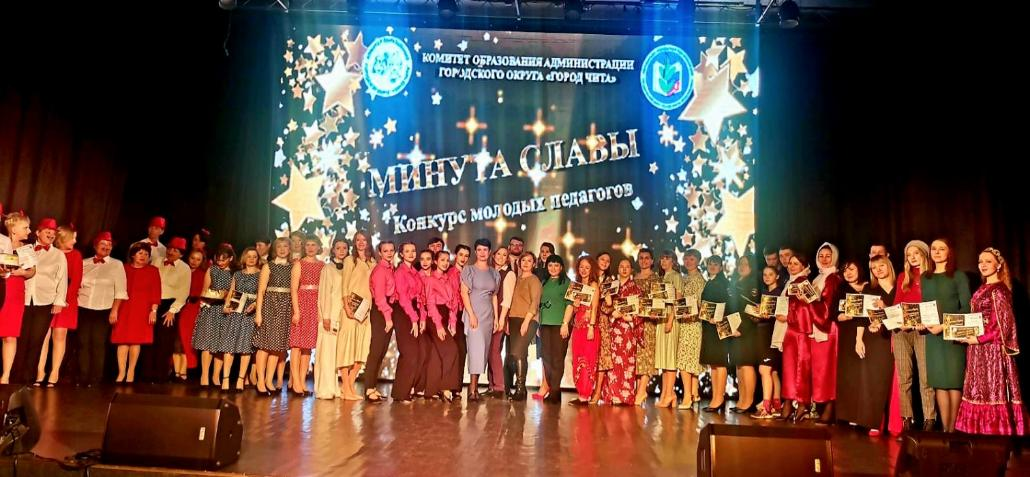 КОМИТЕТ ОБРАЗОВАНИЯ АДМИНИСТРАЦИИ
ГОРОДСКОГО ОКРУГА «ГОРОД ЧИТА»
МИНУТА СЛАВЫ
Конкурс молодых педагогов